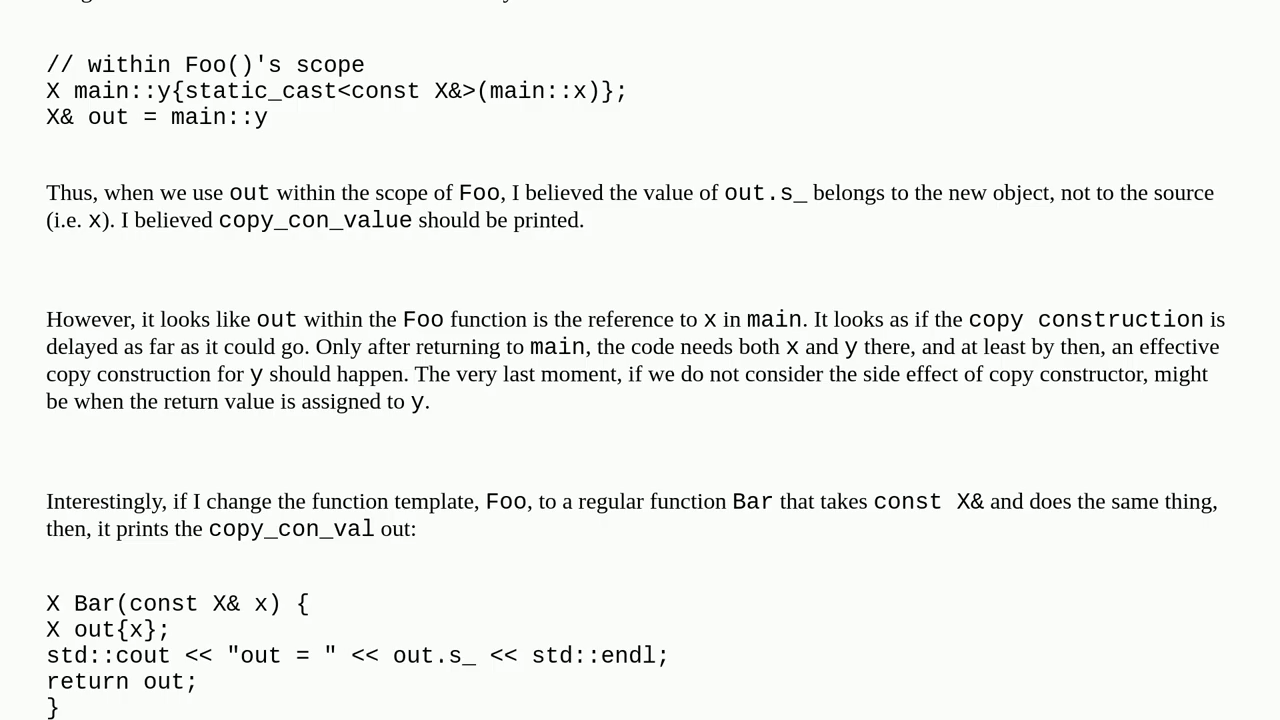 // within Foo()'s scope
X main::y{static_cast<const X&>(main::x)};
X& out = main::y
Thus, when we use out within the scope of Foo, I believed the value of out.s_ belongs to the new object, not to the source
(i.e. x). I believed copy_con_value should be printed.
However, it looks like out within the Foo function is the reference to x in main. It looks as if the copy construction is
delayed as far as it could go. Only after returning to main, the code needs both x and y there, and at least by then, an effective
copy construction for y should happen. The very last moment, if we do not consider the side effect of copy constructor, might
be when the return value is assigned to y.
Interestingly, if I change the function template, Foo, to a regular function Bar that takes const X& and does the same thing,
then, it prints the copy_con_val out:
X Bar(const X& x) {
X out{x};
std::cout << "out = " << out.s_ << std::endl;
return out;
}